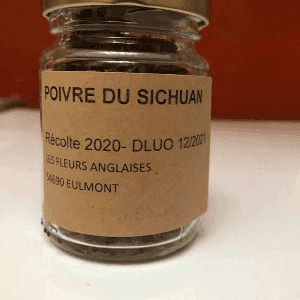 POIVRE DU SICHUAN
Récolte 2020- DLUO 12/2021
LES FLEURS ANGLAISES
54690 EULMONT